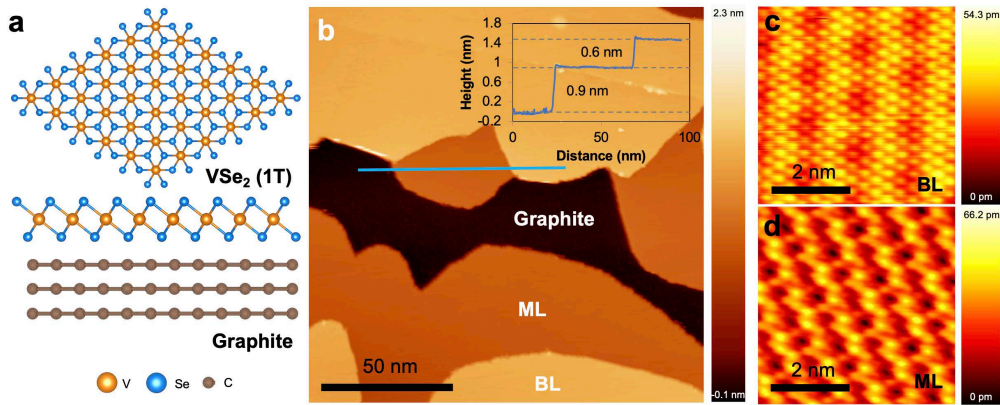 a
VSe₂ (1T)
Graphite
V
Se
C
b
Height (nm)
1.8
1.4
1
0.6
0.2
-0.2
0.6 nm
0.9 nm
0
50
100
Distance (nm)
Graphite
ML
50 nm
BL
2.3 nm
-0.1 nm
c
2 nm
BL
54.3 pm
0 pm
d
2 nm
ML
66.2 pm
0 pm